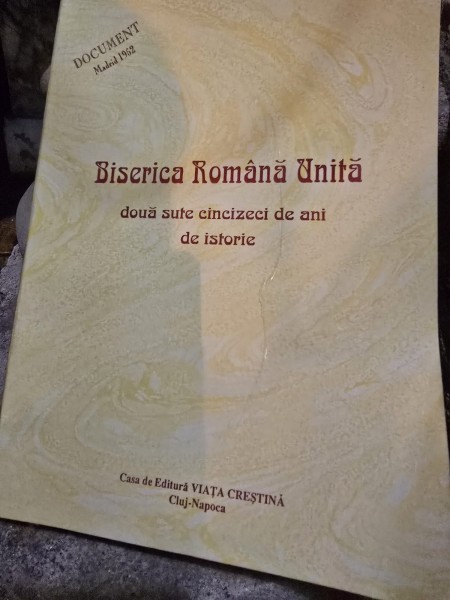 DOCUMENT
Madrid 1952
Biserica Română Unită
două sute cincizeci de ani
de istorie
Casa de Editură VIAȚA CREȘTINĂ
Cluj-Napoca